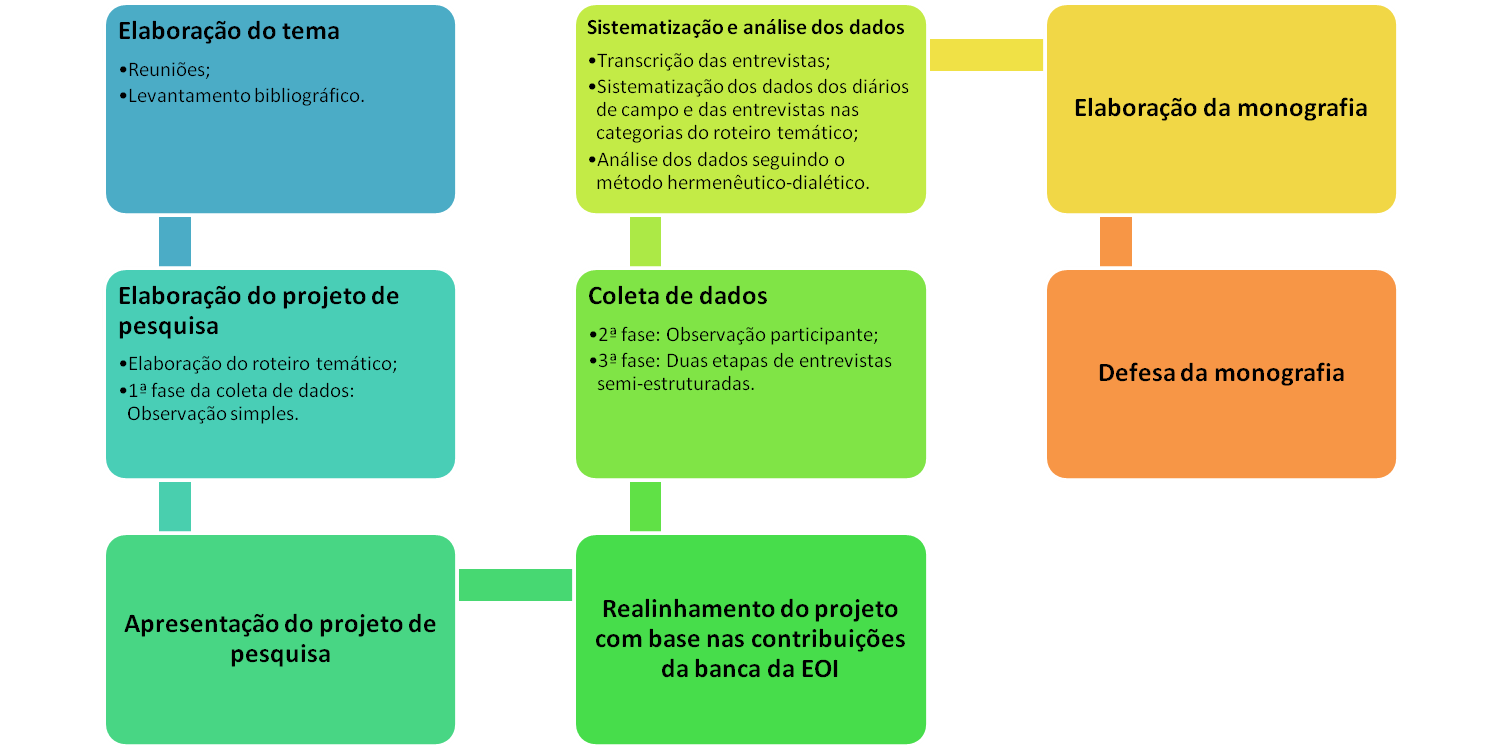 Elaboração do tema
•Reuniões;
•Levantamento bibliográfico.
Elaboração do projeto de
pesquisa
•Elaboração do roteiro temático;
•1ª fase da coleta de dados:
Observação simples.
Apresentação do projeto de
pesquisa
Realinhamento do projeto
com base nas contribuições
da banca da EOI
Coleta de dados
•2ª fase: Observação participante;
•3ª fase: Duas etapas de entrevistas
semi-estruturadas.
Sistematização e análise dos dados
•Transcrição das entrevistas;
•Sistematização dos dados dos diários
de campo e das entrevistas nas
categorias do roteiro temático;
•Análise dos dados seguindo o
método hermenêutico-dialético.
Elaboração da monografia
Defesa da monografia